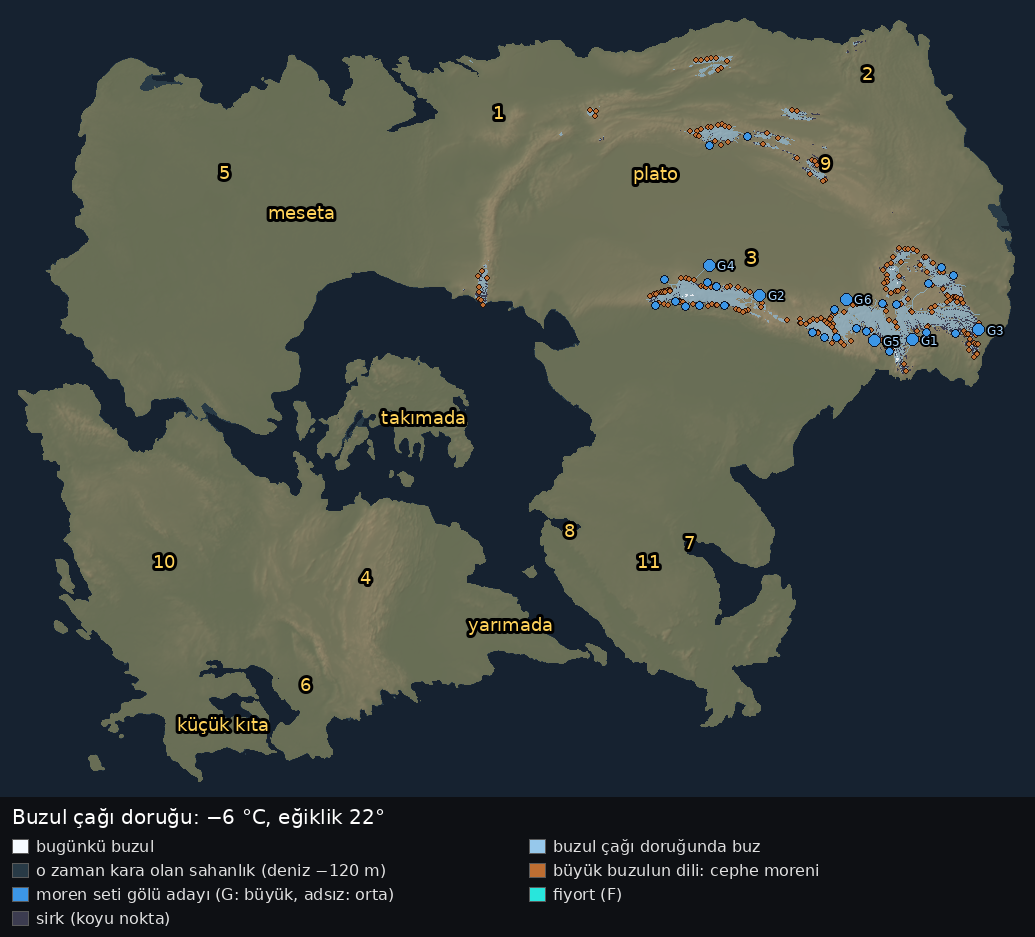 2
1
9
5
plato
meseta
3
G4
G2
G6
G3
G5
G1
takımada
8
7
10
11
4
yarımada
6
küçük kıta
Buzul çağı doruğu: −6 °C, eğiklik 22°
bugünkü buzul
buzul çağı doruğunda buz
o zaman kara olan sahanlık (deniz −120 m)
büyük buzulun dili: cephe moreni
moren seti gölü adayı (G: büyük, adsız: orta)
fiyort (F)
sirk (koyu nokta)